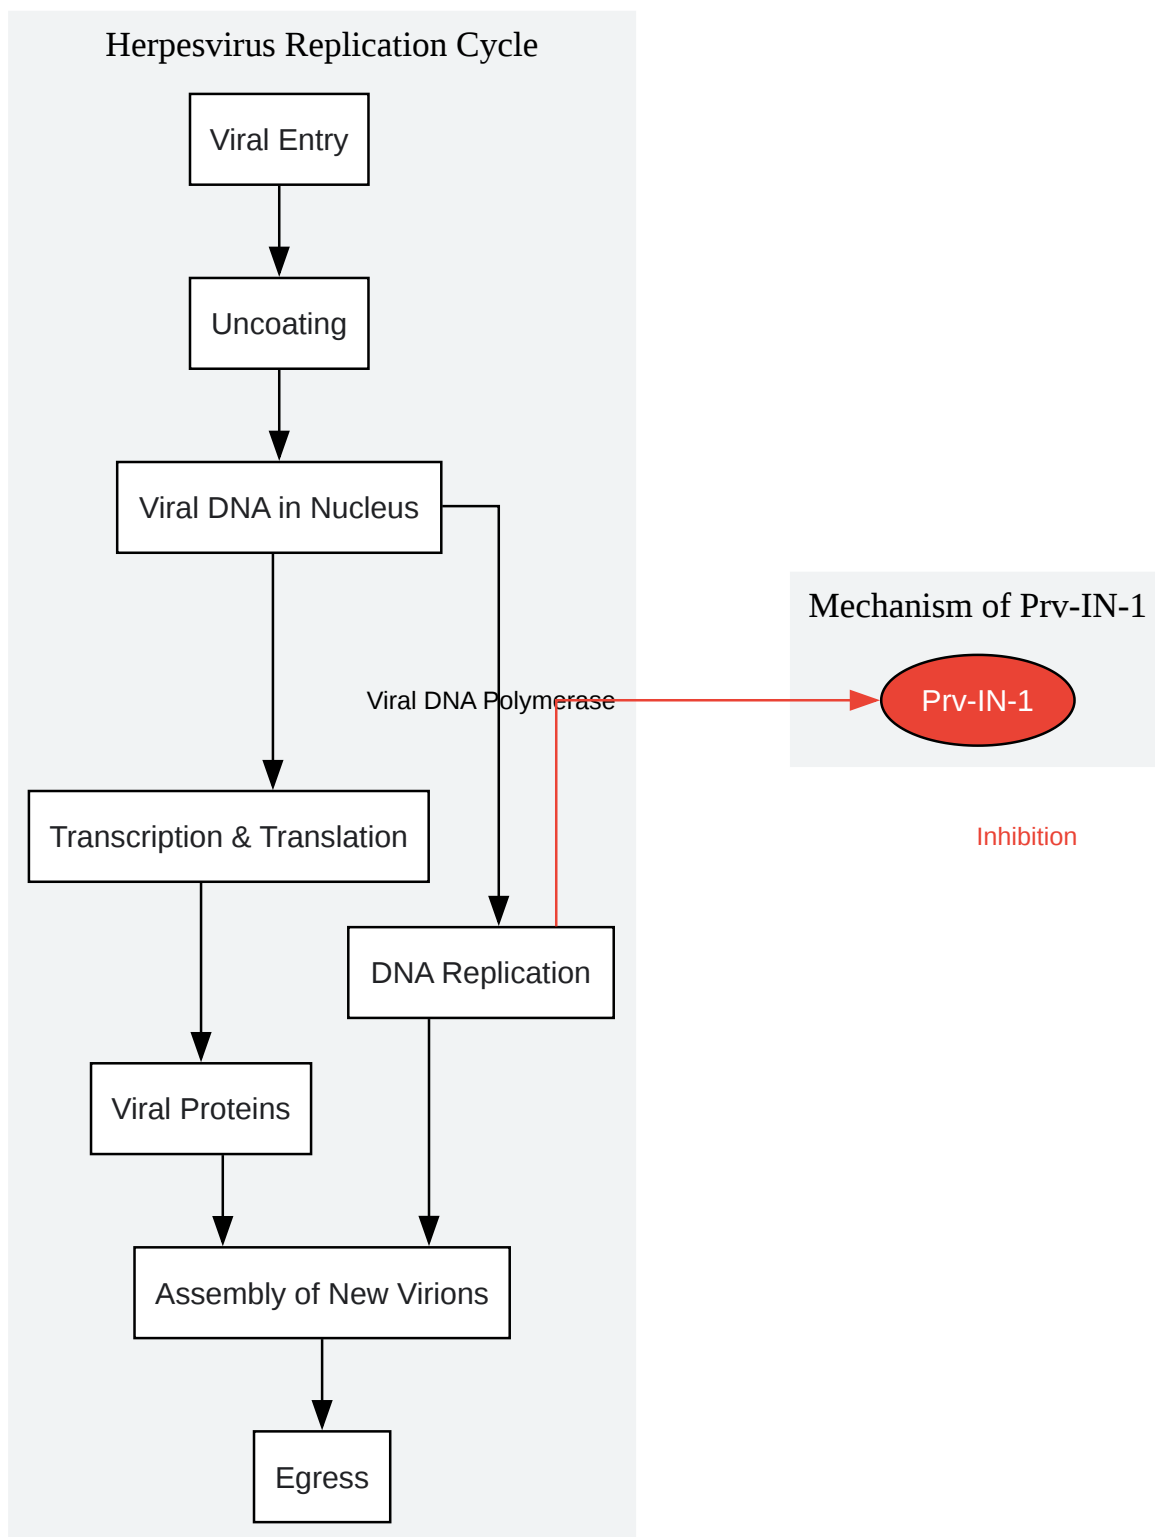 Herpesvirus Replication Cycle
Viral Entry
Uncoating
Viral DNA in Nucleus
Mechanism of Prv-IN-1
Viral DNA Polymerase
Prv-IN-1
Transcription & Translation
Inhibition
DNA Replication
Viral Proteins
Assembly of New Virions
Egress